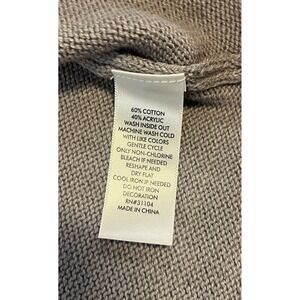 60% COTTON
40% ACRYLIC
WASH INSIDE OUT
MACHINE WASH COLD
WITH LIKE COLORS
GENTLE CYCLE
ONLY NON-CHLORINE
BLEACH IF NEEDED
RESHAPE AND
DRY FLAT
COOL IRON IF NEEDED
DO NOT IRON
DECORATION
RN#31104
MADE IN CHINA